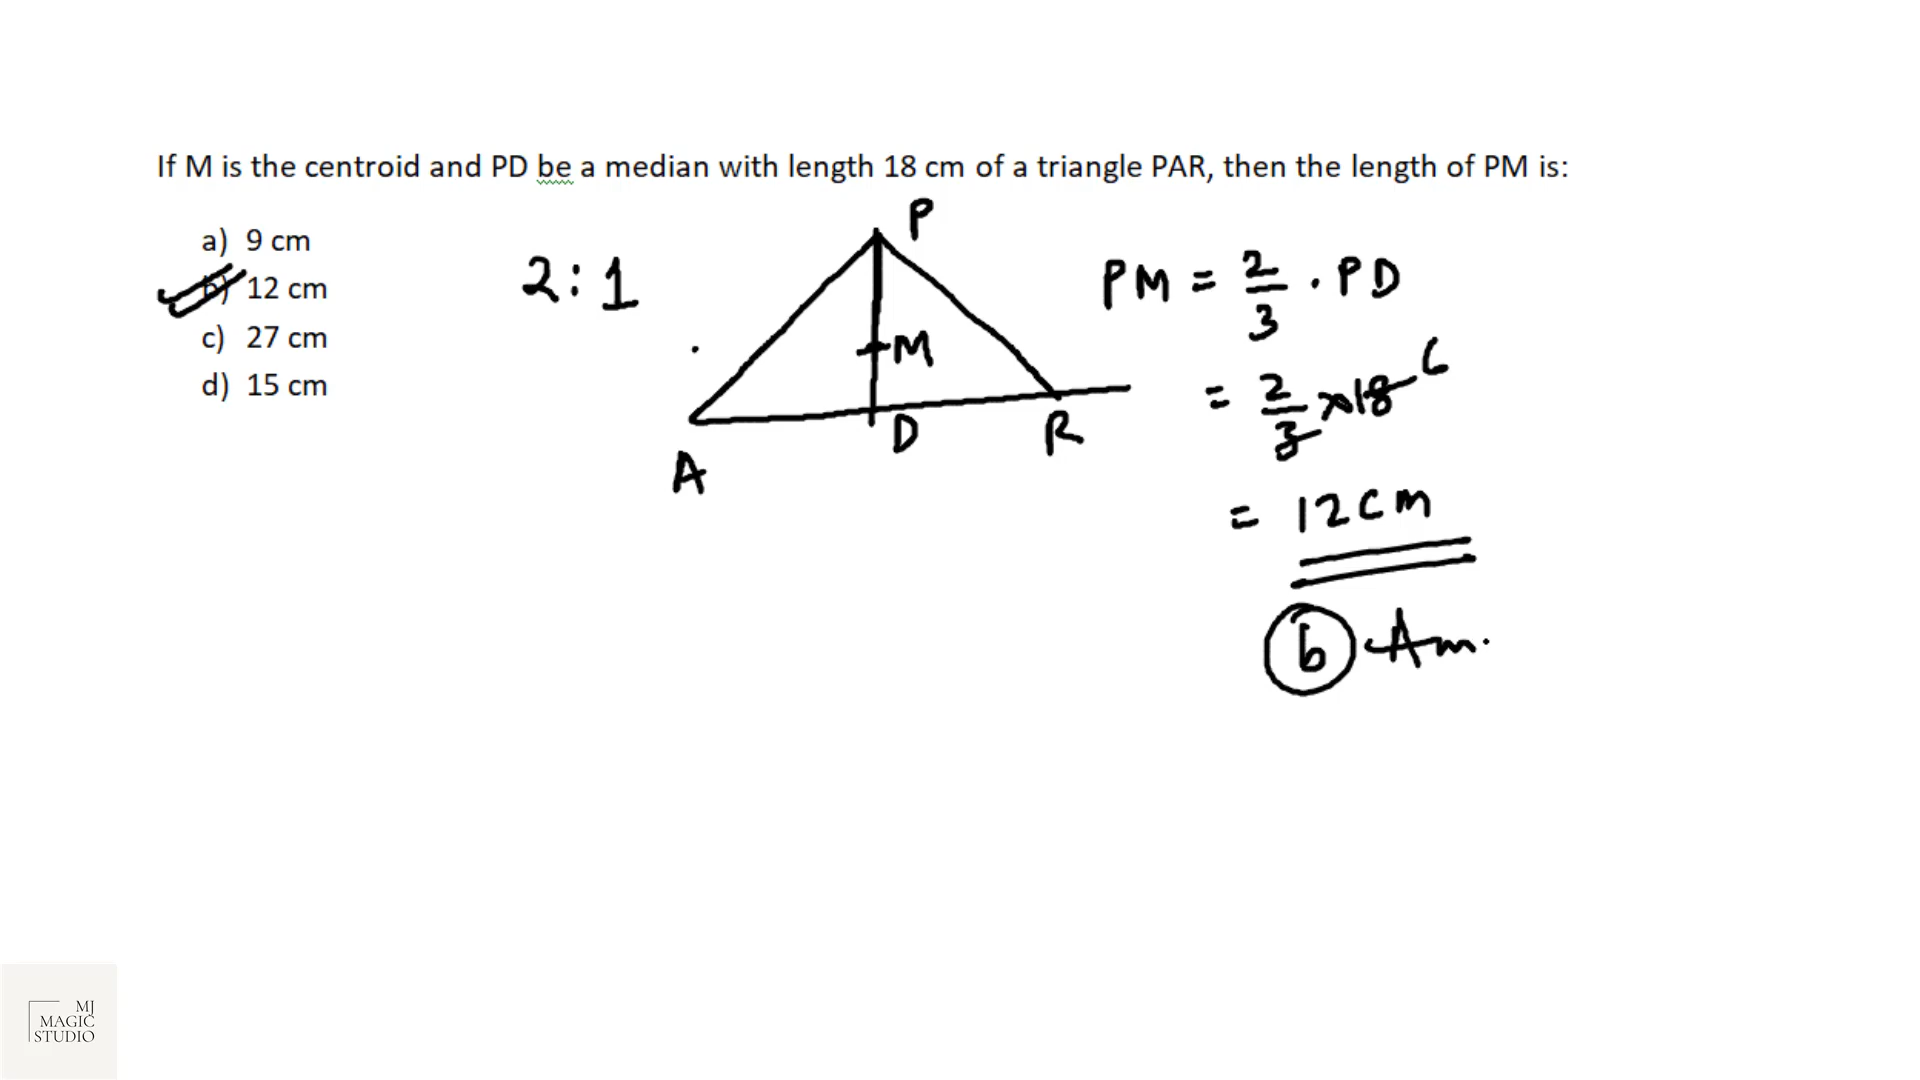 If M is the centroid and PD be a median with length 18 cm of a triangle PAR, then the length of PM is:
a) 9 cm
b) 12 cm
c) 27 cm
d) 15 cm
2:1
P
M
A
D
R
PM = 2/3 . PD
= 2/3 x 18 6
= 12 cm
b Ans.
MJ
MAGIC
STUDIO